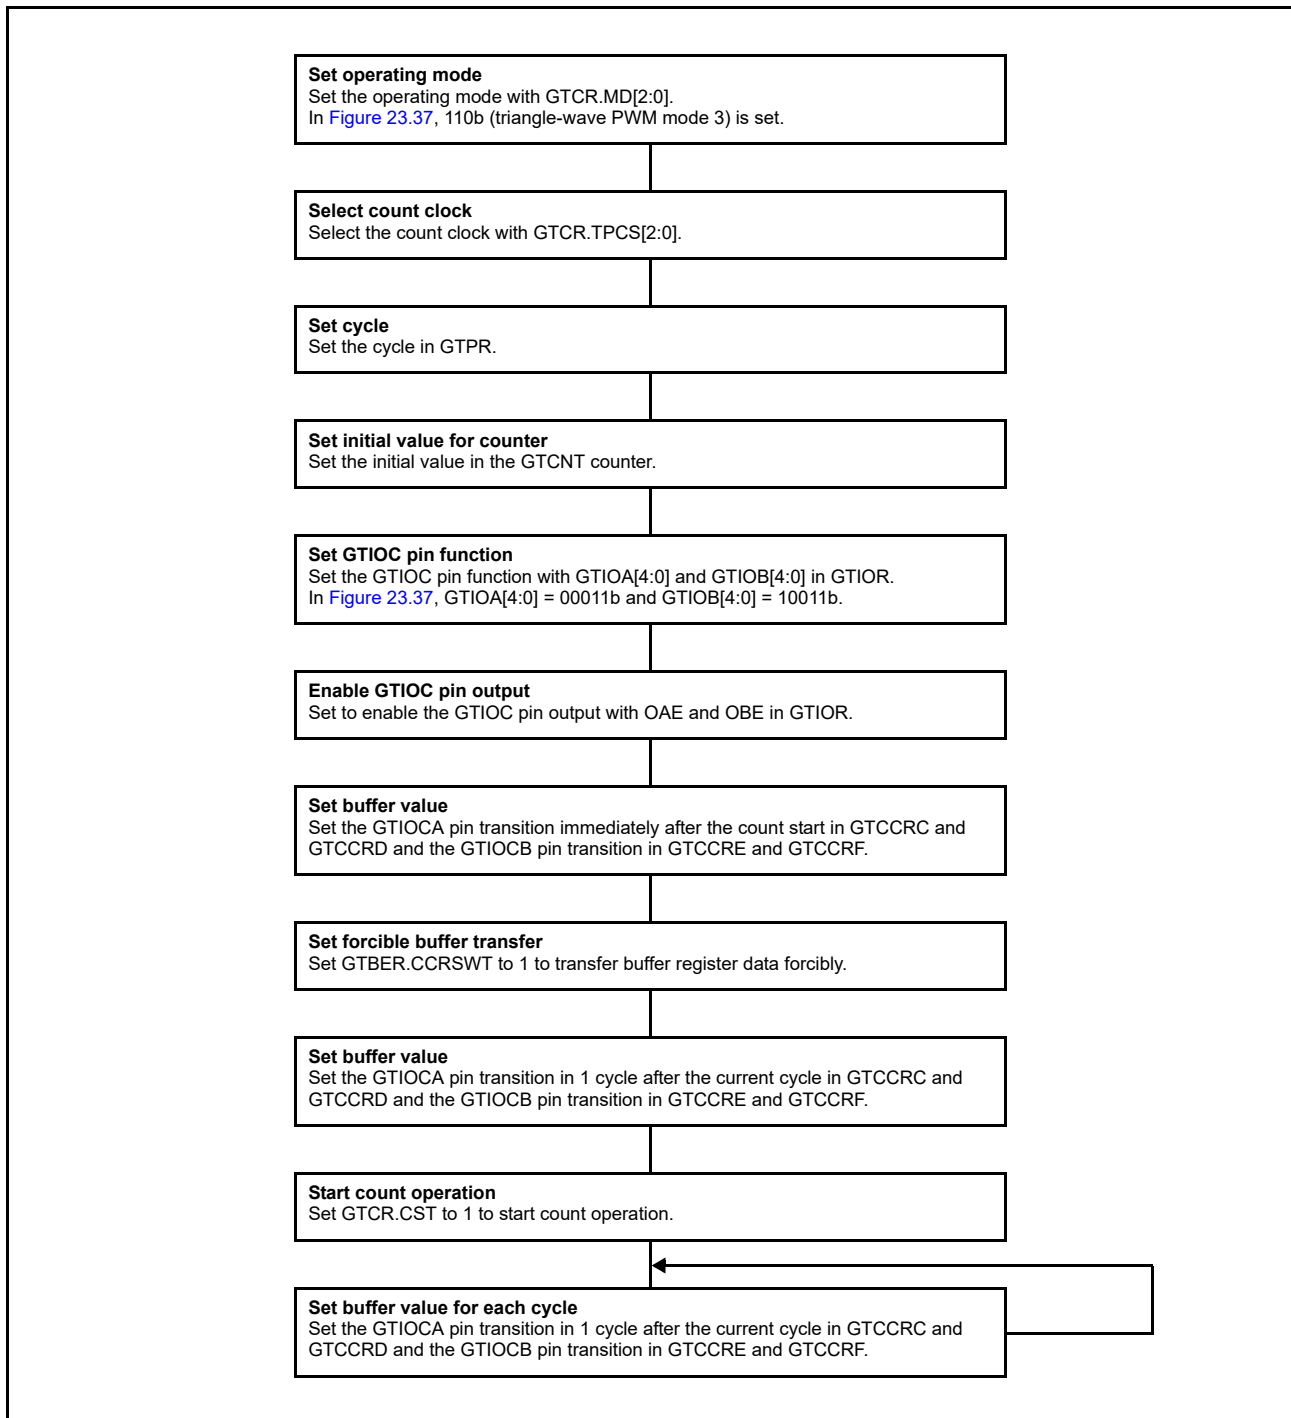 Set operating mode
Set the operating mode with GTCR.MD[2:0].
In Figure 23.37, 110b (triangle-wave PWM mode 3) is set.
Select count clock
Select the count clock with GTCR.TPCS[2:0].
Set cycle
Set the cycle in GTPR.
Set initial value for counter
Set the initial value in the GTCNT counter.
Set GTIOC pin function
Set the GTIOC pin function with GTIOA[4:0] and GTIOB[4:0] in GTIOR.
In Figure 23.37, GTIOA[4:0] = 00011b and GTIOB[4:0] = 10011b.
Enable GTIOC pin output
Set to enable the GTIOC pin output with OAE and OBE in GTIOR.
Set buffer value
Set the GTIOCA pin transition immediately after the count start in GTCCRC and
GTCCRD and the GTIOCB pin transition in GTCCRE and GTCCRF.
Set forcible buffer transfer
Set GTBER.CCRSWT to 1 to transfer buffer register data forcibly.
Set buffer value
Set the GTIOCA pin transition in 1 cycle after the current cycle in GTCCRC and
GTCCRD and the GTIOCB pin transition in GTCCRE and GTCCRF.
Start count operation
Set GTCR.CST to 1 to start count operation.
Set buffer value for each cycle
Set the GTIOCA pin transition in 1 cycle after the current cycle in GTCCRC and
GTCCRD and the GTIOCB pin transition in GTCCRE and GTCCRF.